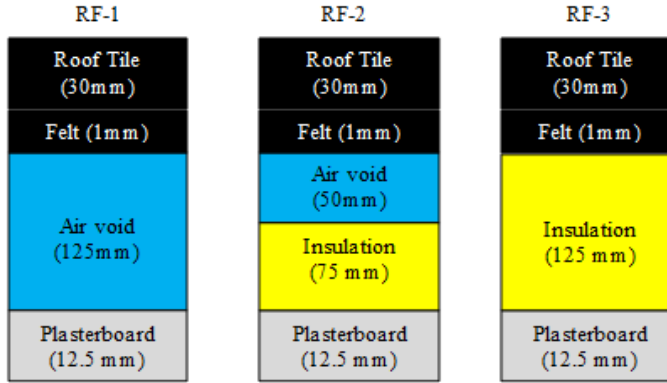 RF-1
Roof Tile
(30mm)
Felt (1mm)
Air void
(125mm)
Plasterboard
(12.5 mm)
RF-2
Roof Tile
(30mm)
Felt (1mm)
Air void
(50mm)
Insulation
(75 mm)
Plasterboard
(12.5 mm)
RF-3
Roof Tile
(30mm)
Felt (1mm)
Insulation
(125 mm)
Plasterboard
(12.5 mm)